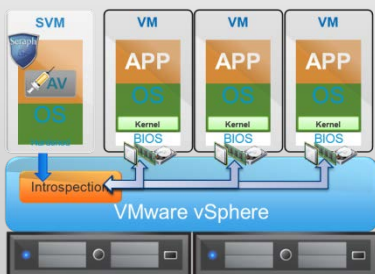 SVM
VM
VM
VM
Seraph
AV
OS
APP
OS
Kernel
BIOS
APP
OS
Kernel
BIOS
APP
OS
Kernel
BIOS
Introspection
VMware vSphere